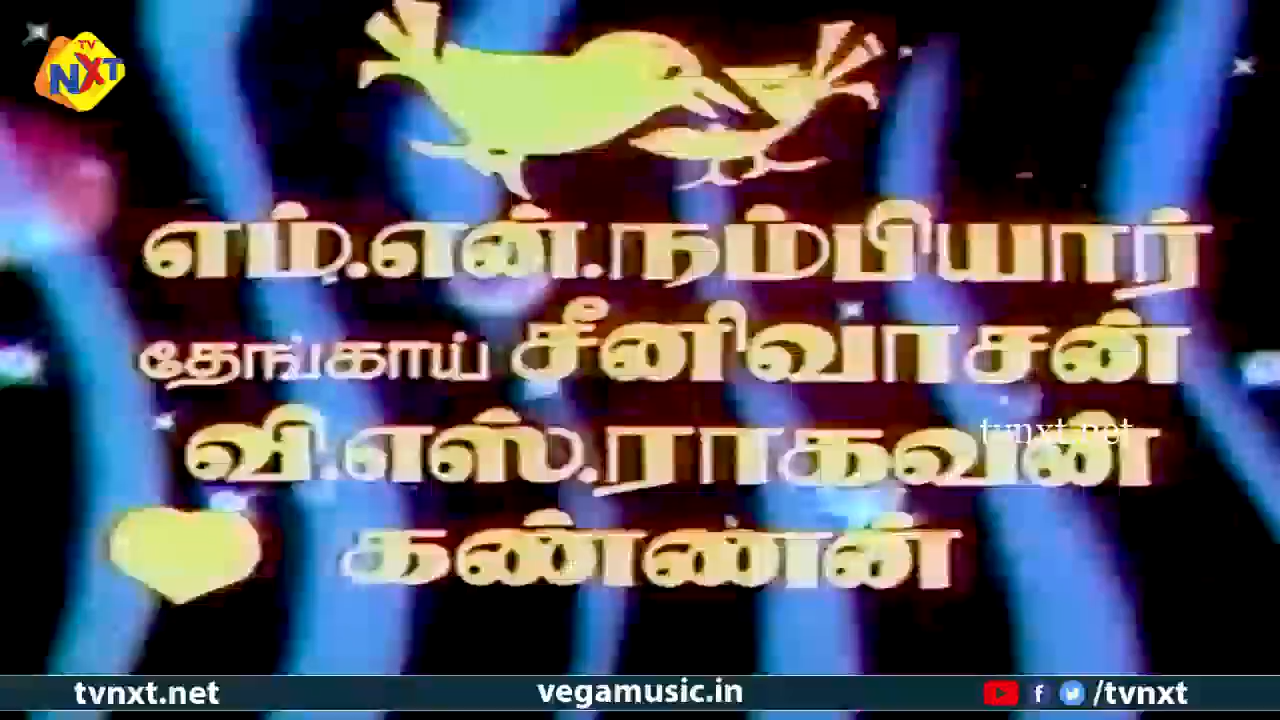 TV
NXT
எம்.என்.நம்பியார்
தேங்காய் சீனிவாசன்
வி.எஸ்.ராகவன்
tvnxt.net
கண்ணன்
tvnxt.net vegamusic.in /tvnxt